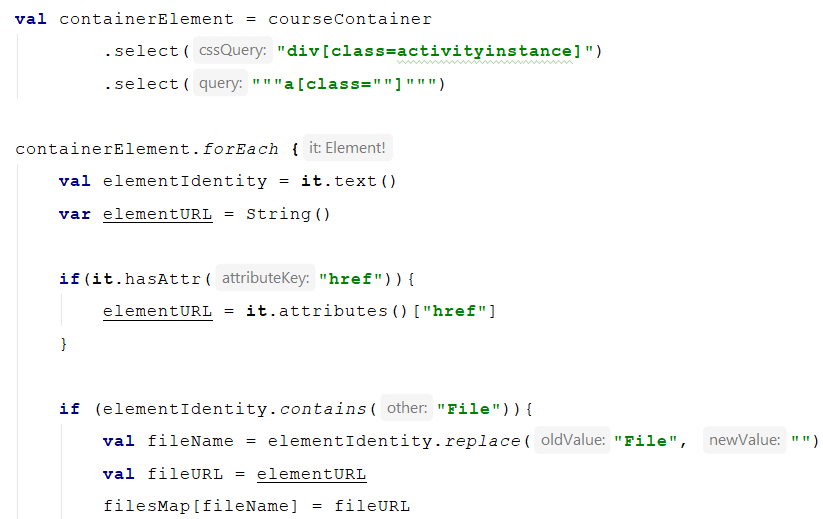 val containerElement = courseContainer
.select( cssQuery: "div[class=activityinstance]")
.select( query: """a[class=""]""")
containerElement.forEach { it: Element!
val elementIdentity = it.text()
var elementURL = String()
if(it.hasAttr( attributeKey: "href")){
elementURL = it.attributes()["href"]
}
if (elementIdentity.contains( other: "File")){
val fileName = elementIdentity.replace( oldValue: "File", newValue: "")
val fileURL = elementURL
filesMap[fileName] = fileURL